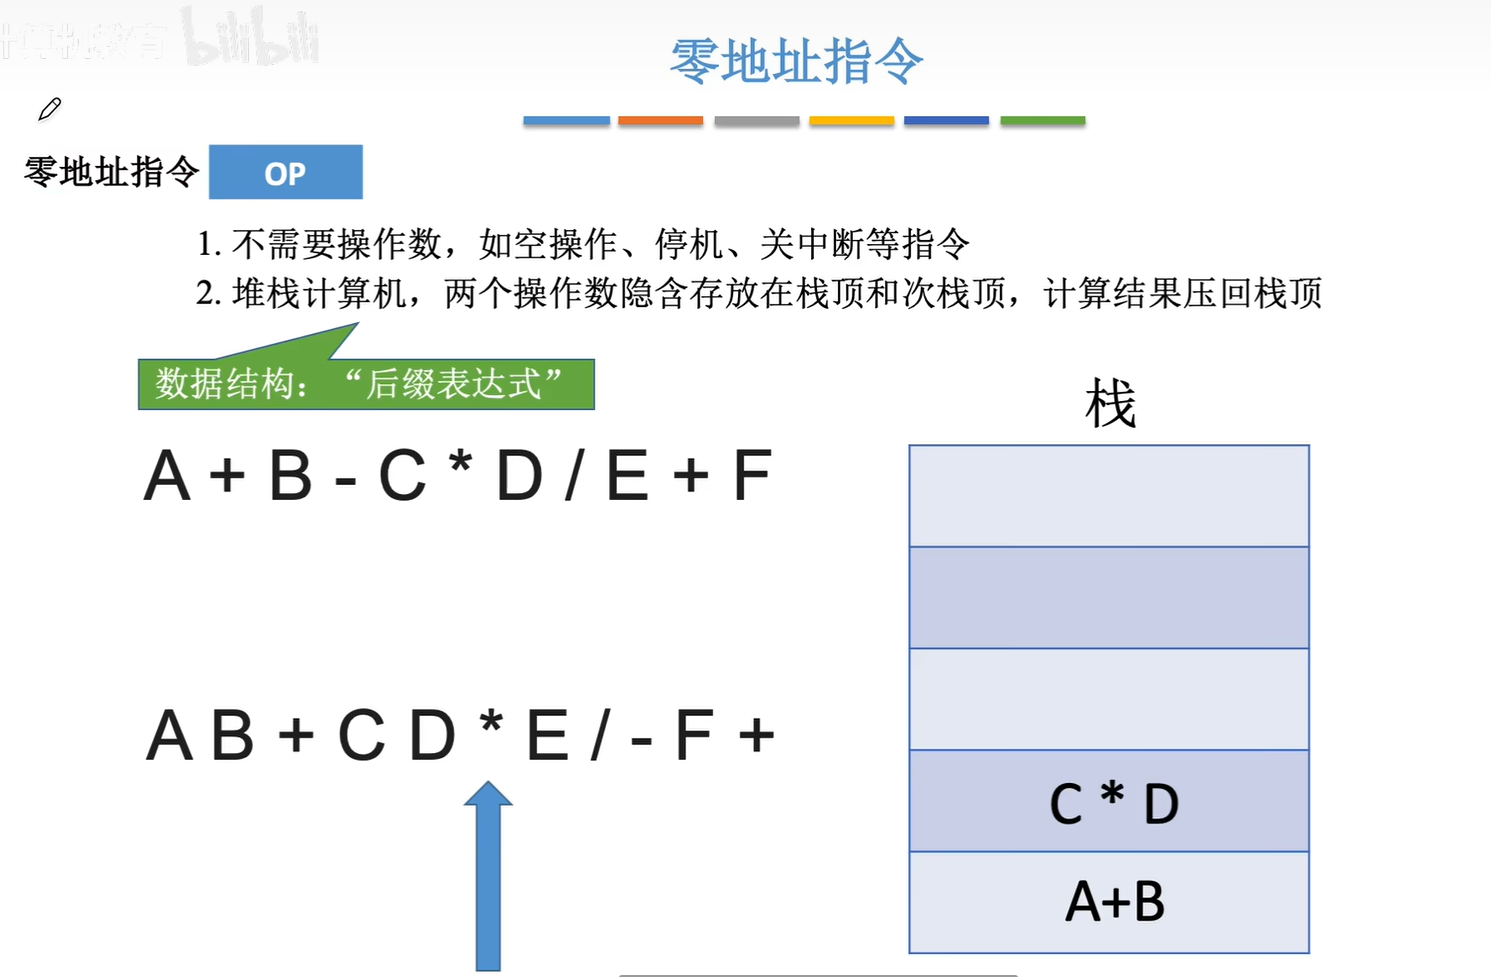 计算机教育 bilibili
零地址指令
零地址指令 OP
1. 不需要操作数，如空操作、停机、关中断等指令
2. 堆栈计算机，两个操作数隐含存放在栈顶和次栈顶，计算结果压回栈顶
数据结构：“后缀表达式”
栈
A + B - C * D / E + F
A B + C D * E / - F +
C * D
A+B